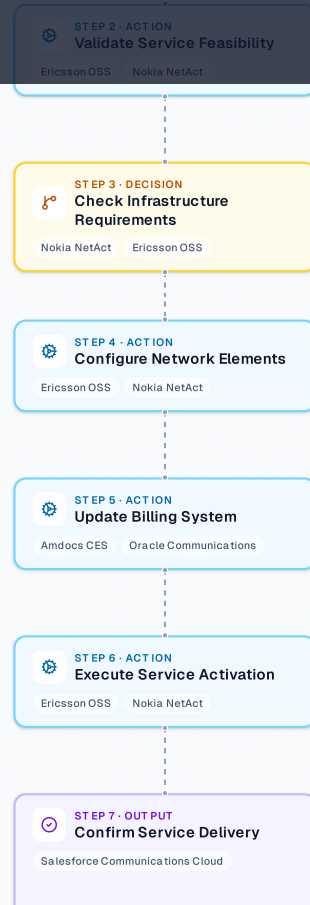 STEP 2 · ACTION
Validate Service Feasibility
Ericsson OSS Nokia NetAct
STEP 3 · DECISION
Check Infrastructure
Requirements
Nokia NetAct Ericsson OSS
STEP 4 · ACTION
Configure Network Elements
Ericsson OSS Nokia NetAct
STEP 5 · ACTION
Update Billing System
Amdocs CES Oracle Communications
STEP 6 · ACTION
Execute Service Activation
Ericsson OSS Nokia NetAct
STEP 7 · OUTPUT
Confirm Service Delivery
Salesforce Communications Cloud